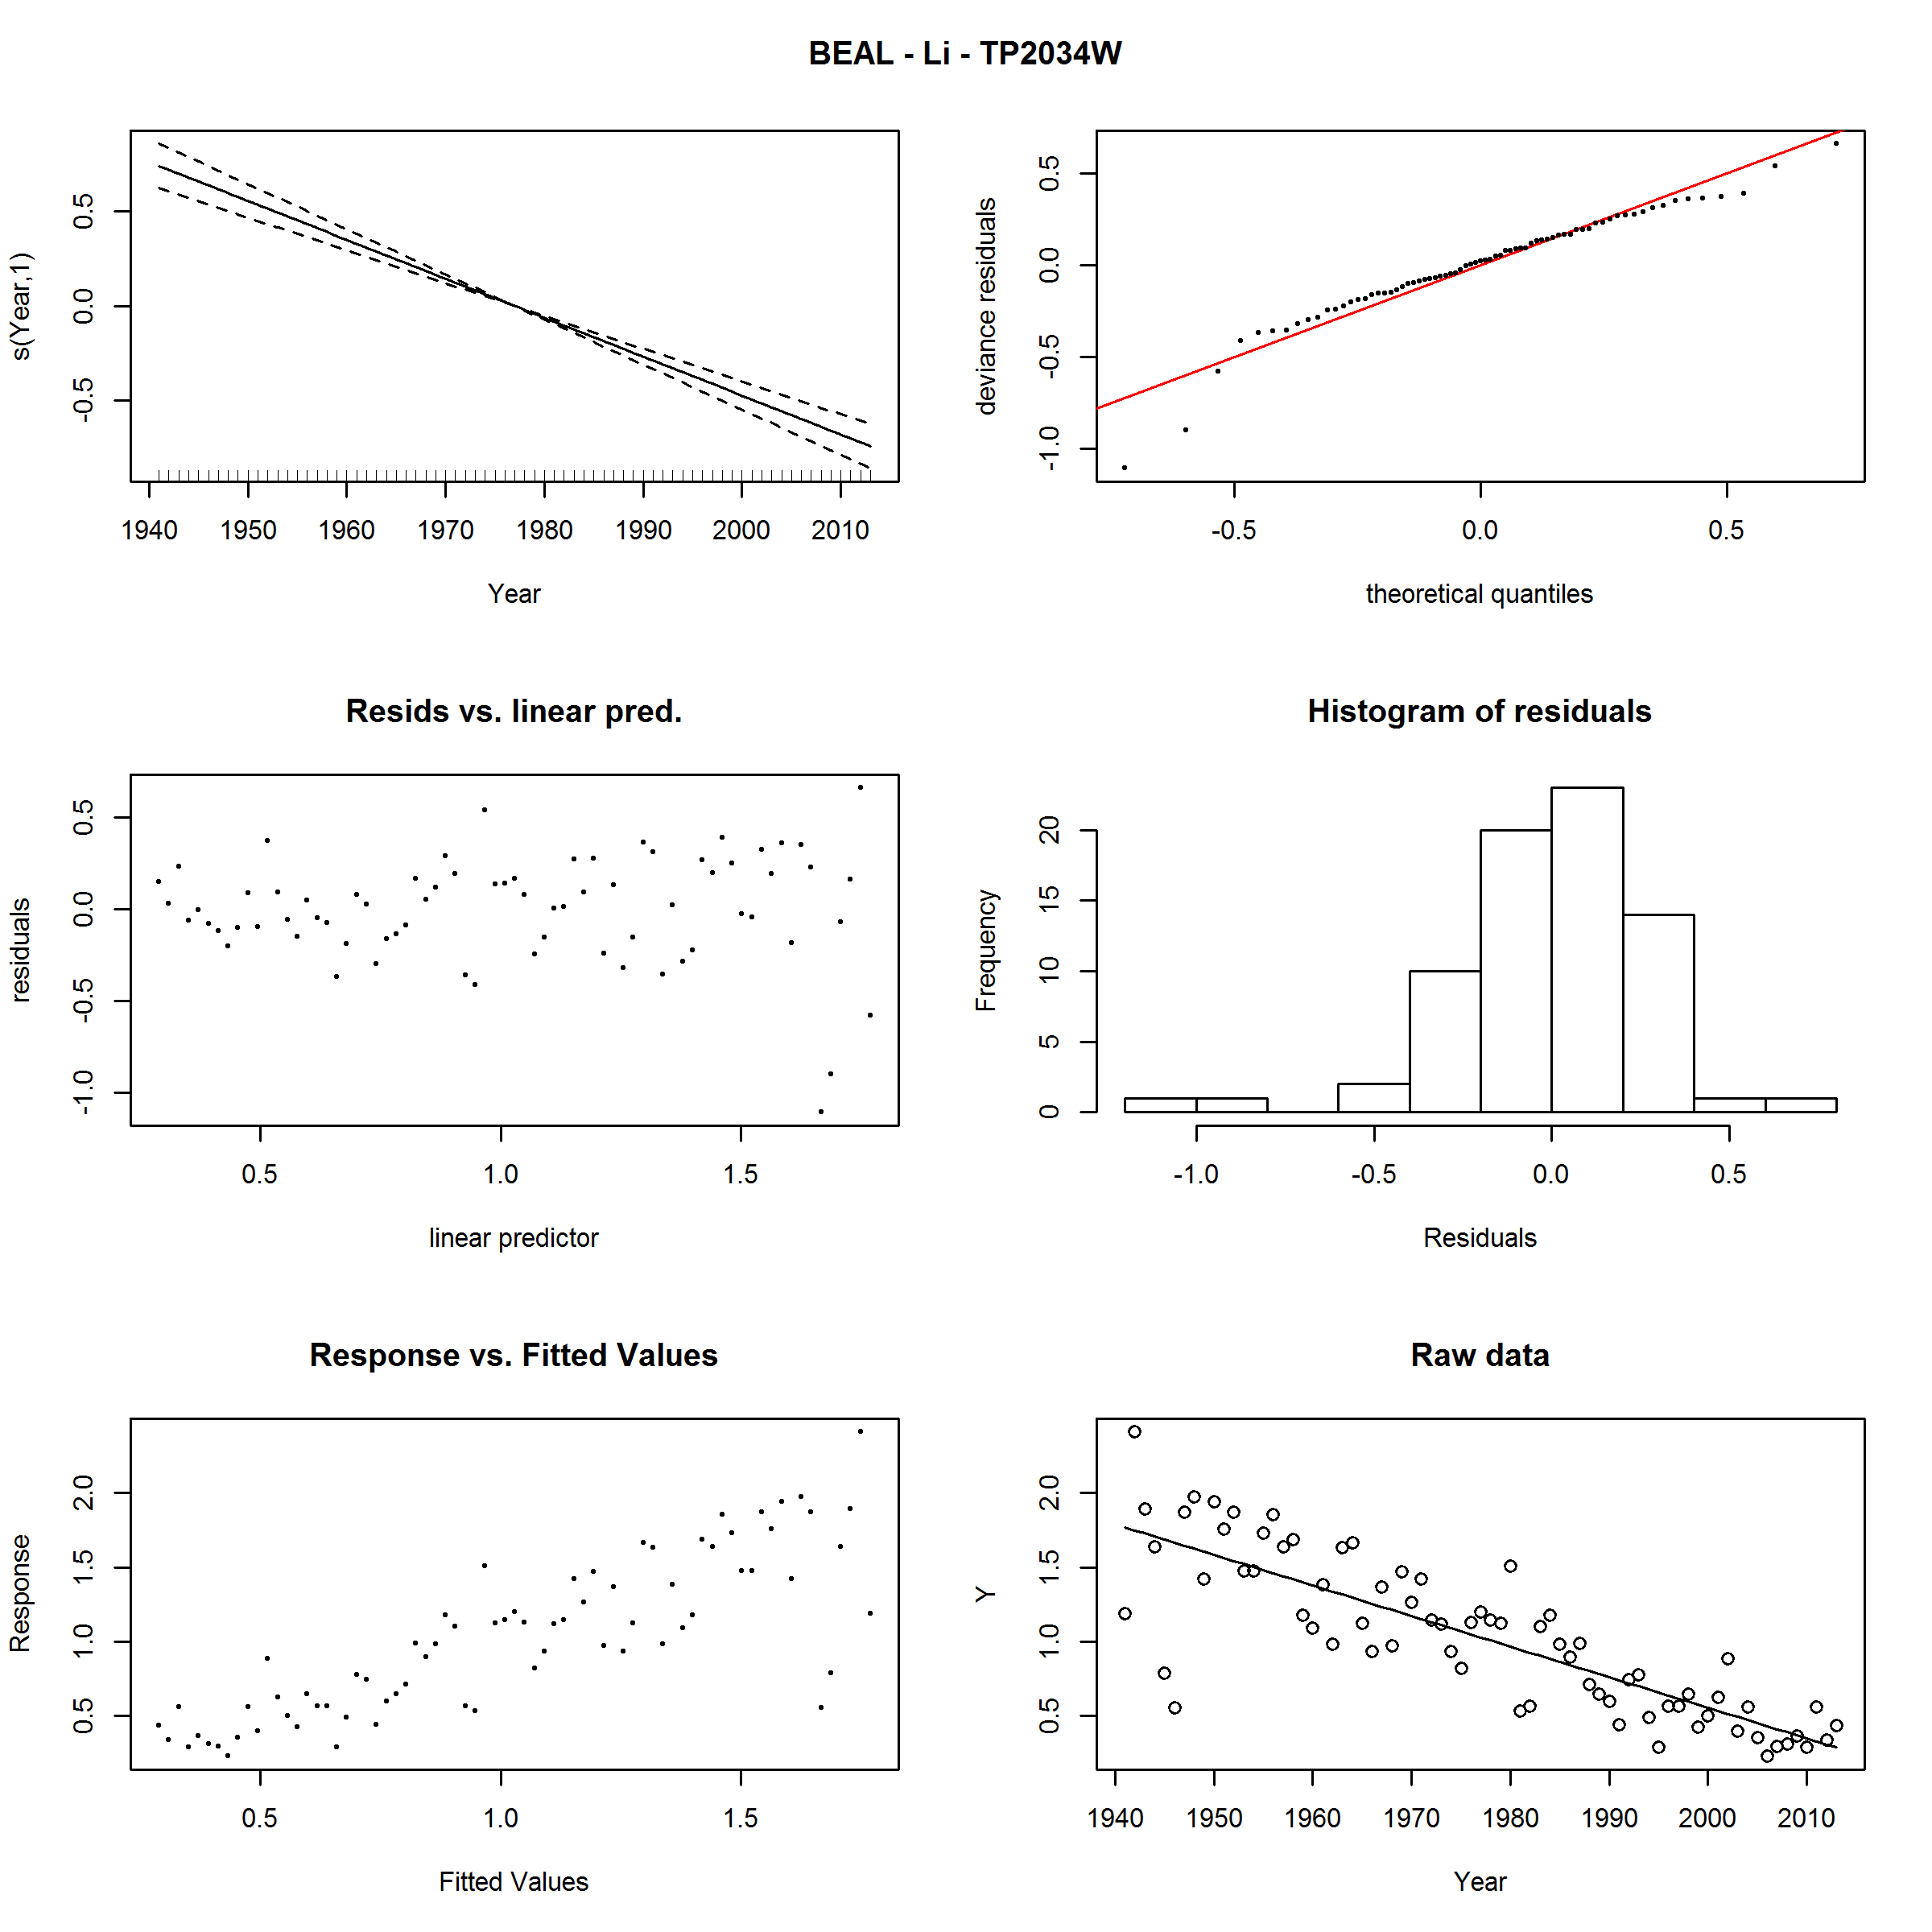 BEAL - Li - TP2034W
s(Year,1)
-0.5 0.0 0.5
1940 1950 1960 1970 1980 1990 2000 2010
Year
deviance residuals
-1.0 -0.5 0.0 0.5
-0.5 0.0 0.5
theoretical quantiles
Resids vs. linear pred.
residuals
-1.0 -0.5 0.0 0.5
0.5 1.0 1.5
linear predictor
Histogram of residuals
Frequency
0 5 10 15 20
-1.0 -0.5 0.0 0.5
Residuals
Response vs. Fitted Values
Response
0.5 1.0 1.5 2.0
0.5 1.0 1.5
Fitted Values
Raw data
Y
0.5 1.0 1.5 2.0
1940 1950 1960 1970 1980 1990 2000 2010
Year